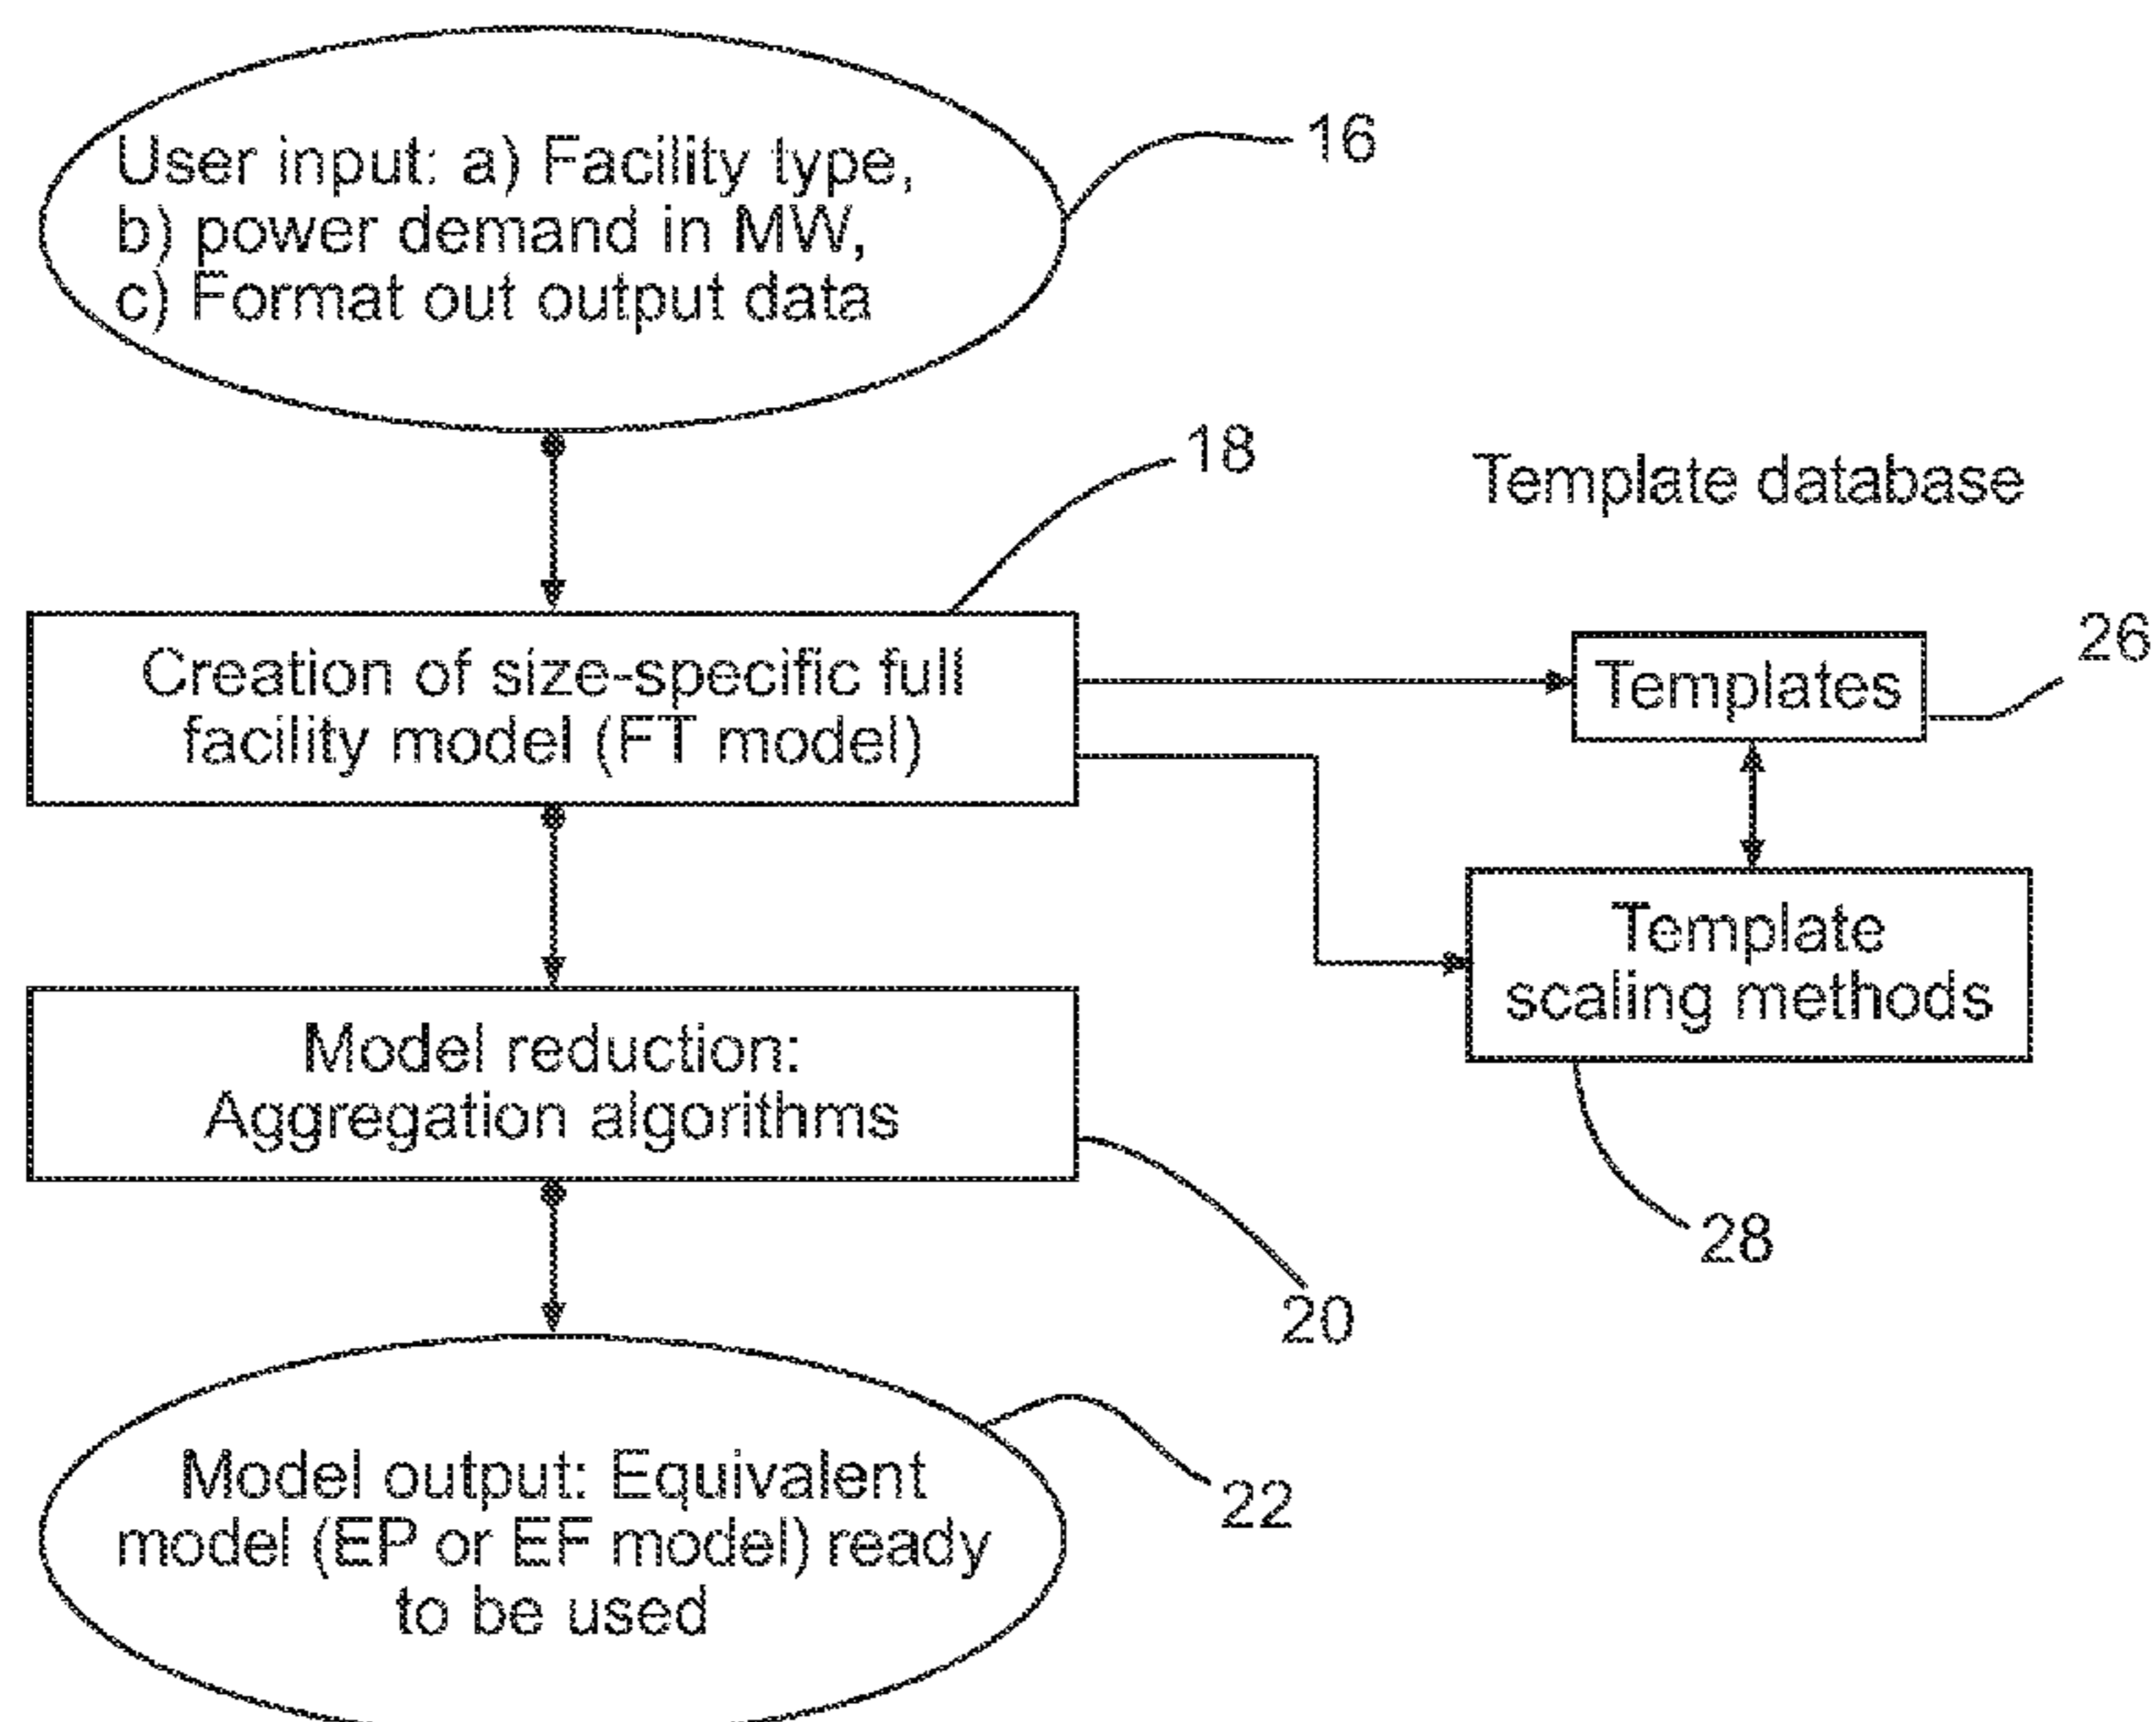 User input: a) Facility type,
b) power demand in MW,
c) Format out output data
16
18
Template database
Creation of size-specific full
facility model (FT model)
Templates
26
Template
scaling methods
28
Model reduction:
Aggregation algorithms
20
Model output: Equivalent
model (EP or EF model) ready
to be used
22